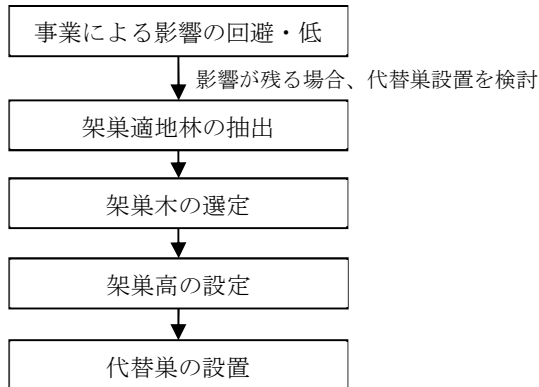 事業による影響の回避・低
影響が残る場合、代替巣設置を検討
架巣適地林の抽出
架巣木の選定
架巣高の設定
代替巣の設置